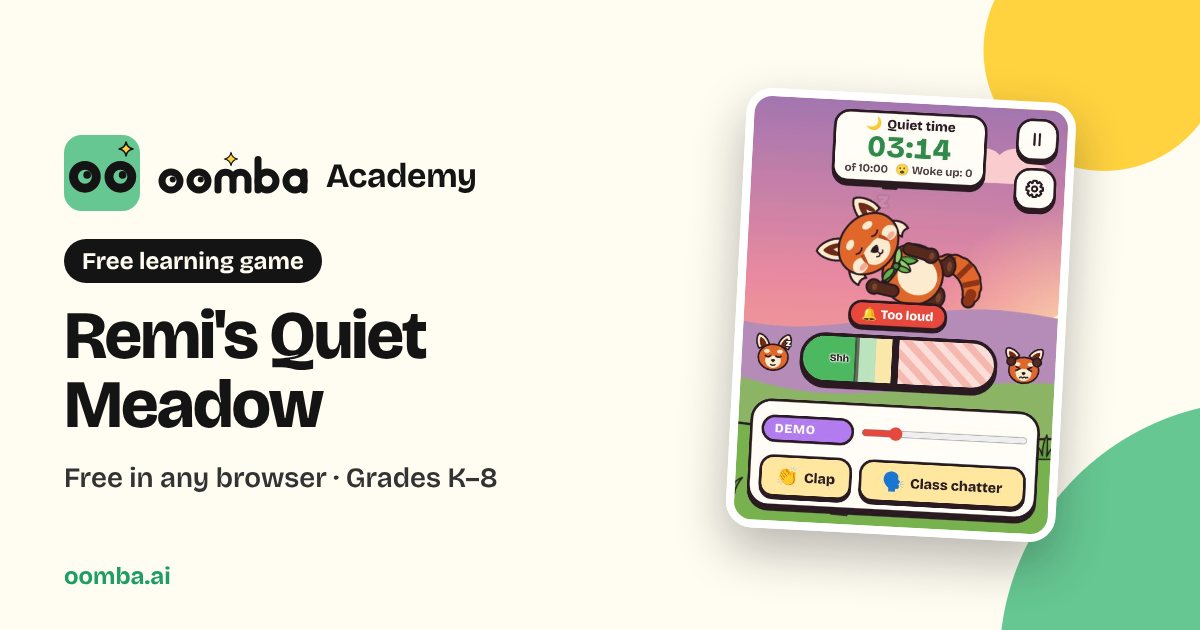 oomba Academy
Free learning game
Remi's Quiet
Meadow
Free in any browser · Grades K–8
oomba.ai
🌙 Quiet time
03:14
of 10:00 😮 Woke up: 0
z
🔔 Too loud
z
Shh
DEMO
👏 Clap
🗣️ Class chatter